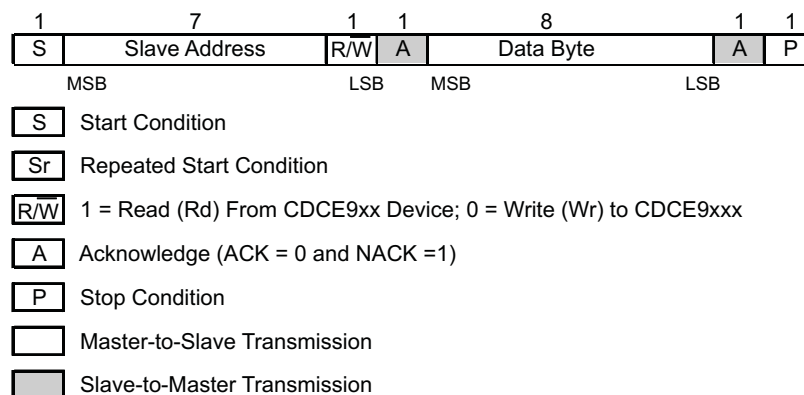 1 7 1 1 8 1 1
S Slave Address R/W A Data Byte A P
MSB LSB MSB LSB
S Start Condition
Sr Repeated Start Condition
R/W 1 = Read (Rd) From CDCE9xx Device; 0 = Write (Wr) to CDCE9xxx
A Acknowledge (ACK = 0 and NACK =1)
P Stop Condition
Master-to-Slave Transmission
Slave-to-Master Transmission